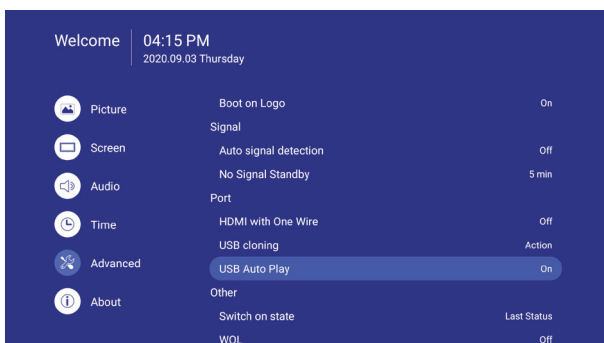 Welcome
04:15 PM
2020.09.03 Thursday
Picture
Screen
Audio
Time
Advanced
About
Boot on Logo On
Signal
Auto signal detection Off
No Signal Standby 5 min
Port
HDMI with One Wire Off
USB cloning Action
USB Auto Play On
Other
Switch on state Last Status
WOL Off